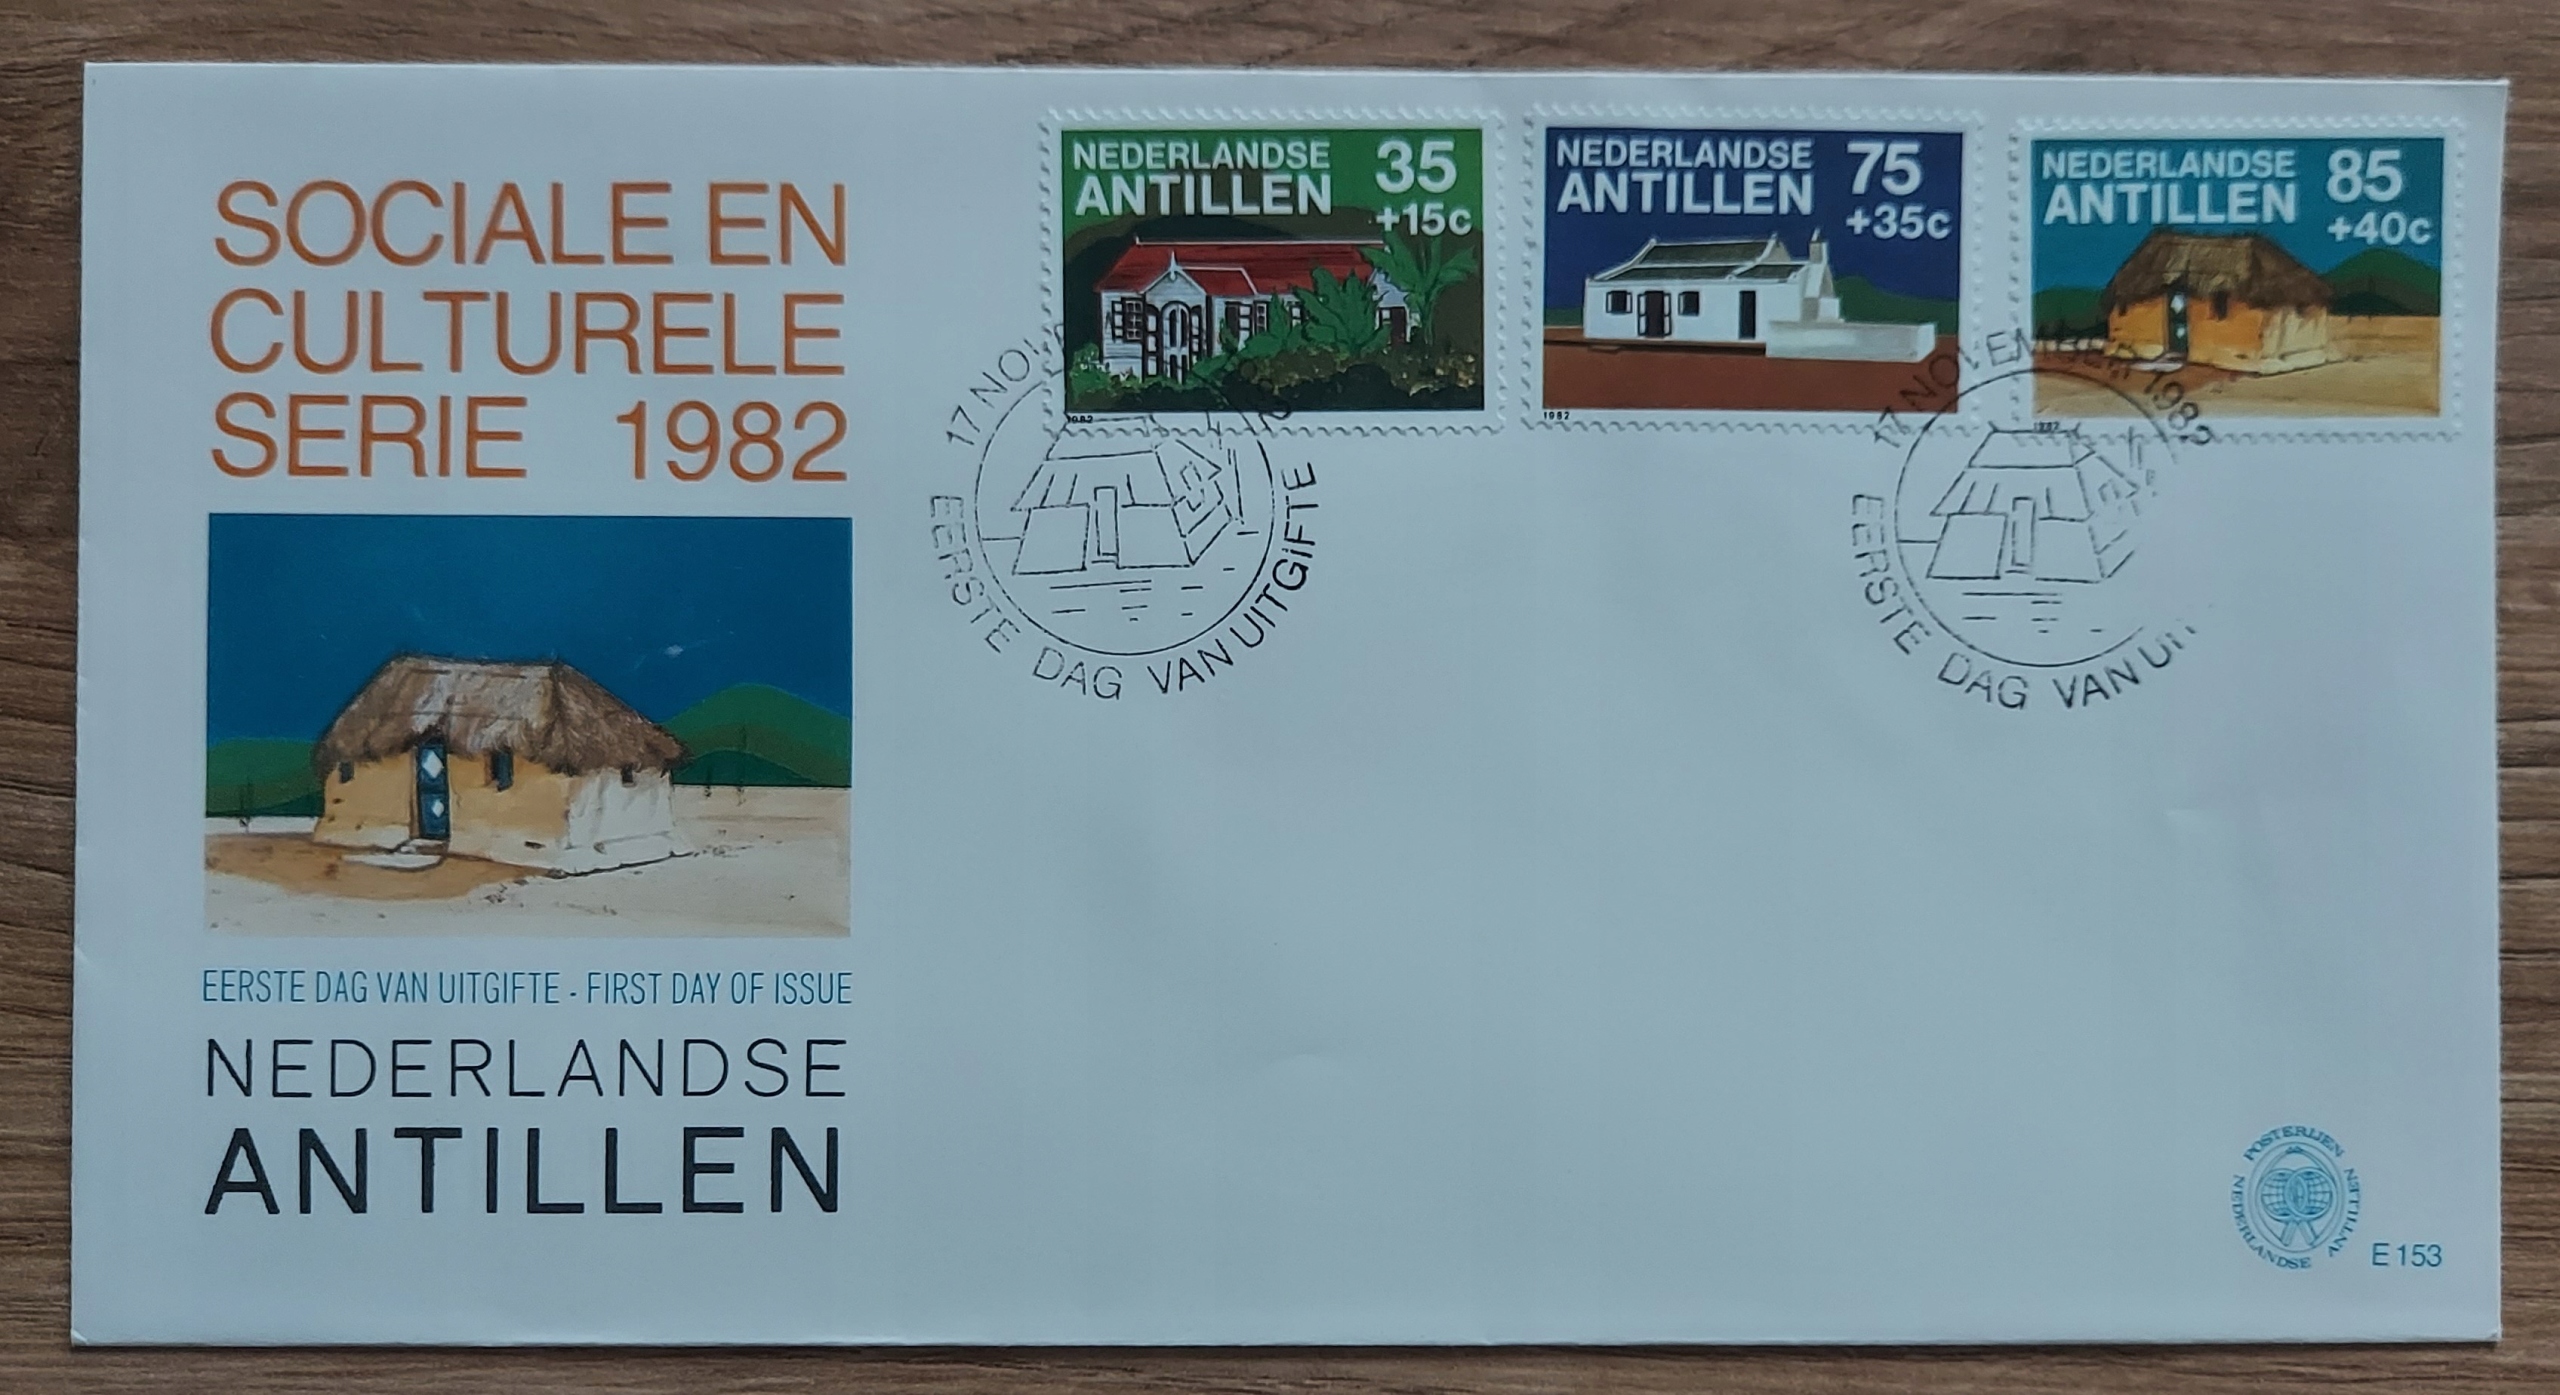 SOCIALE EN
CULTURELE
SERIE 1982
EERSTE DAG VAN UITGIFTE - FIRST DAY OF ISSUE
NEDERLANDSE
ANTILLEN
NEDERLANDSE 35
ANTILLEN +15c
1982
NEDERLANDSE 75
ANTILLEN +35c
1982
NEDERLANDSE 85
ANTILLEN +40c
1982
17
EERSTE DAG VAN UITGIFTE
17 NOVEMBER 1982
EERSTE DAG VAN
POSTERIJEN
NEDERLANDSE ANTILLEN
E 153